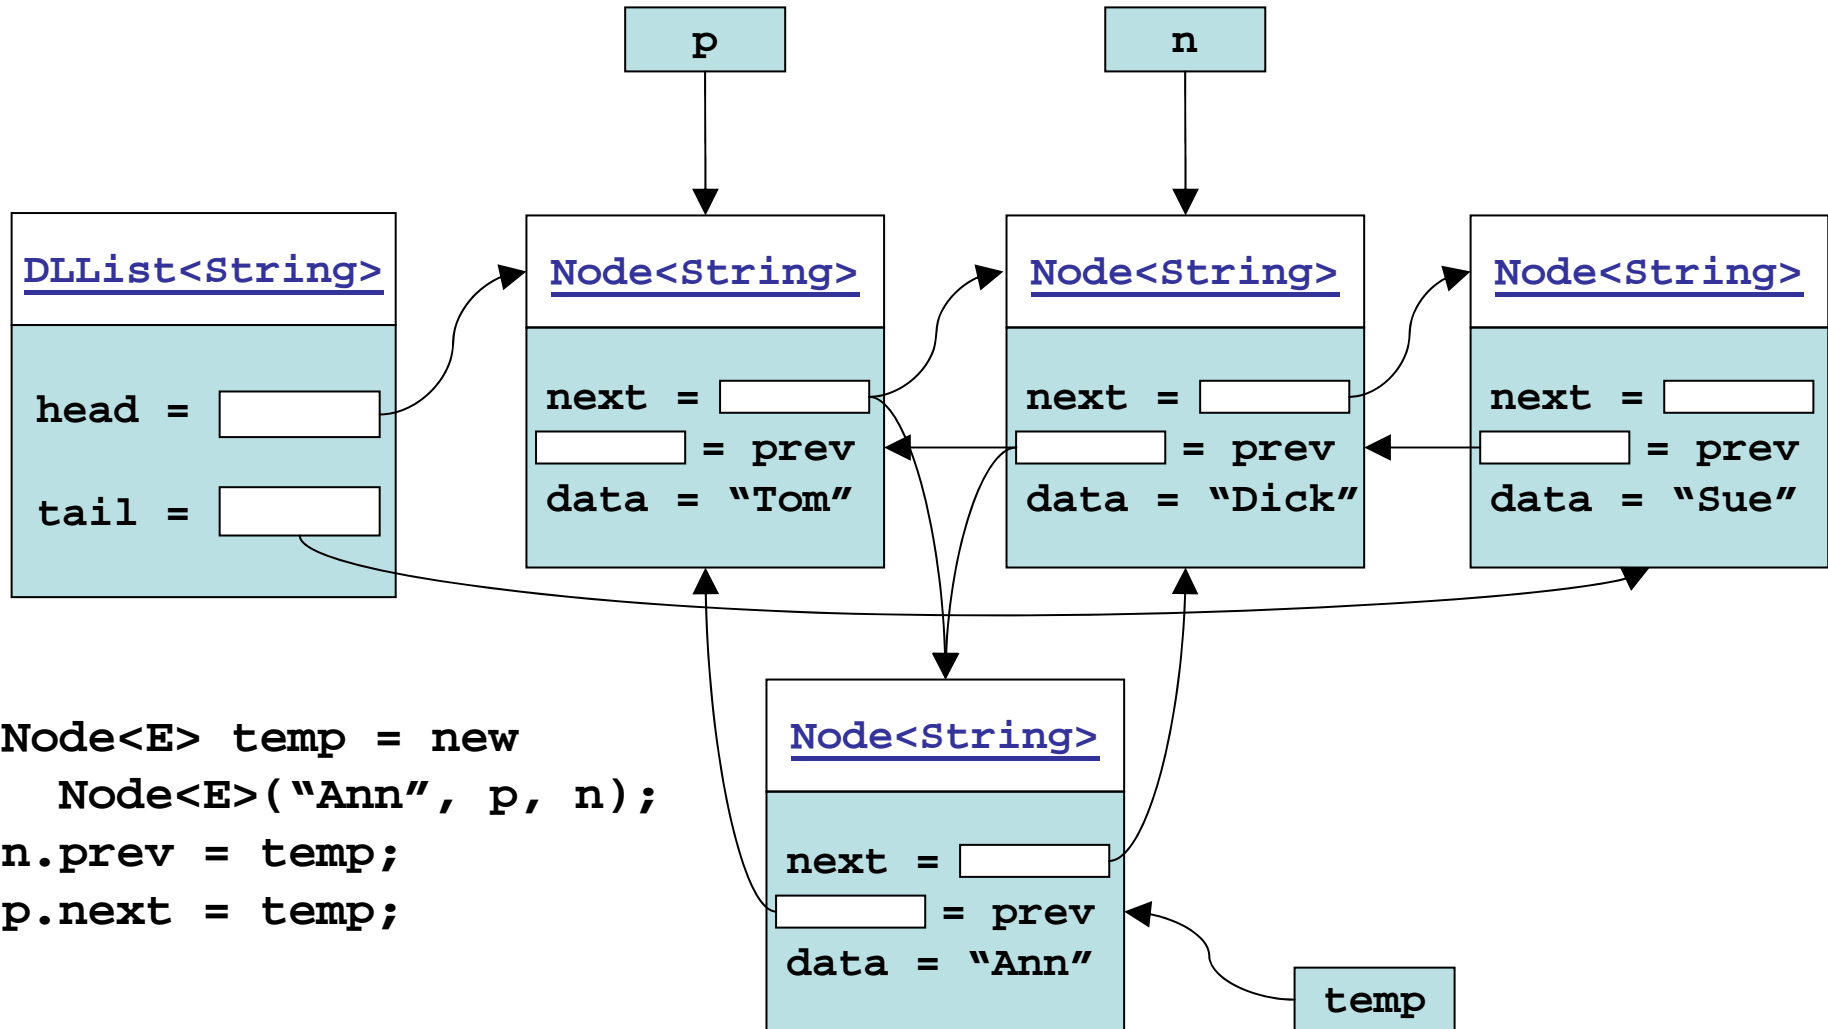 p
n
DLList<String>
head =
tail =
Node<String>
next =
= prev
data = “Tom”
Node<String>
next =
= prev
data = “Dick”
Node<String>
next =
= prev
data = “Sue”
Node<E> temp = new
Node<E>(“Ann”, p, n);
n.prev = temp;
p.next = temp;
Node<String>
next =
= prev
data = “Ann”
temp